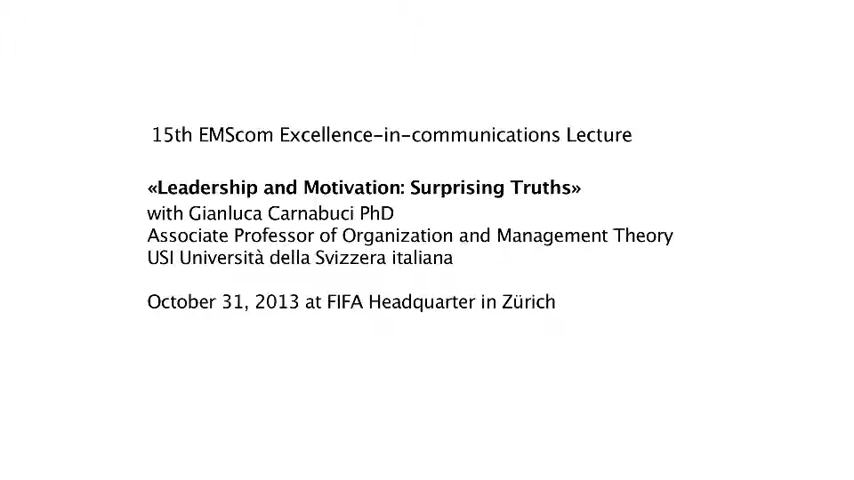 15th EMScom Excellence-in-communications Lecture
«Leadership and Motivation: Surprising Truths»
with Gianluca Carnabuci PhD
Associate Professor of Organization and Management Theory
USI Università della Svizzera italiana
October 31, 2013 at FIFA Headquarter in Zürich